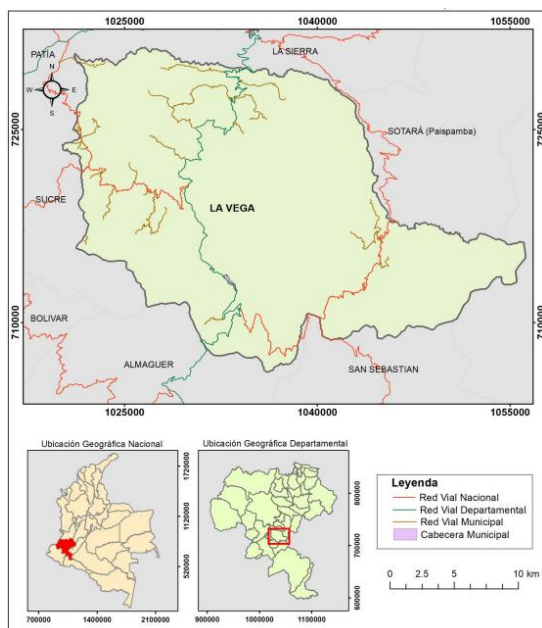 1025000 1040000 1055000
PATÍA
LA SIERRA
N
W E
S
725000
725000
SOTARÁ (Paispamba)
SUCRE
LA VEGA
710000
710000
BOLIVAR
ALMAGUER
SAN SEBASTIAN
1025000 1040000 1055000
Ubicación Geográfica Nacional
Ubicación Geográfica Departamental
1720000
1120000
520000
700000 1400000 2100000
800000
700000
600000
900000 1000000 1100000
Leyenda
Red Vial Nacional
Red Vial Departamental
Red Vial Municipal
Cabecera Municipal
0 2.5 5 10 km